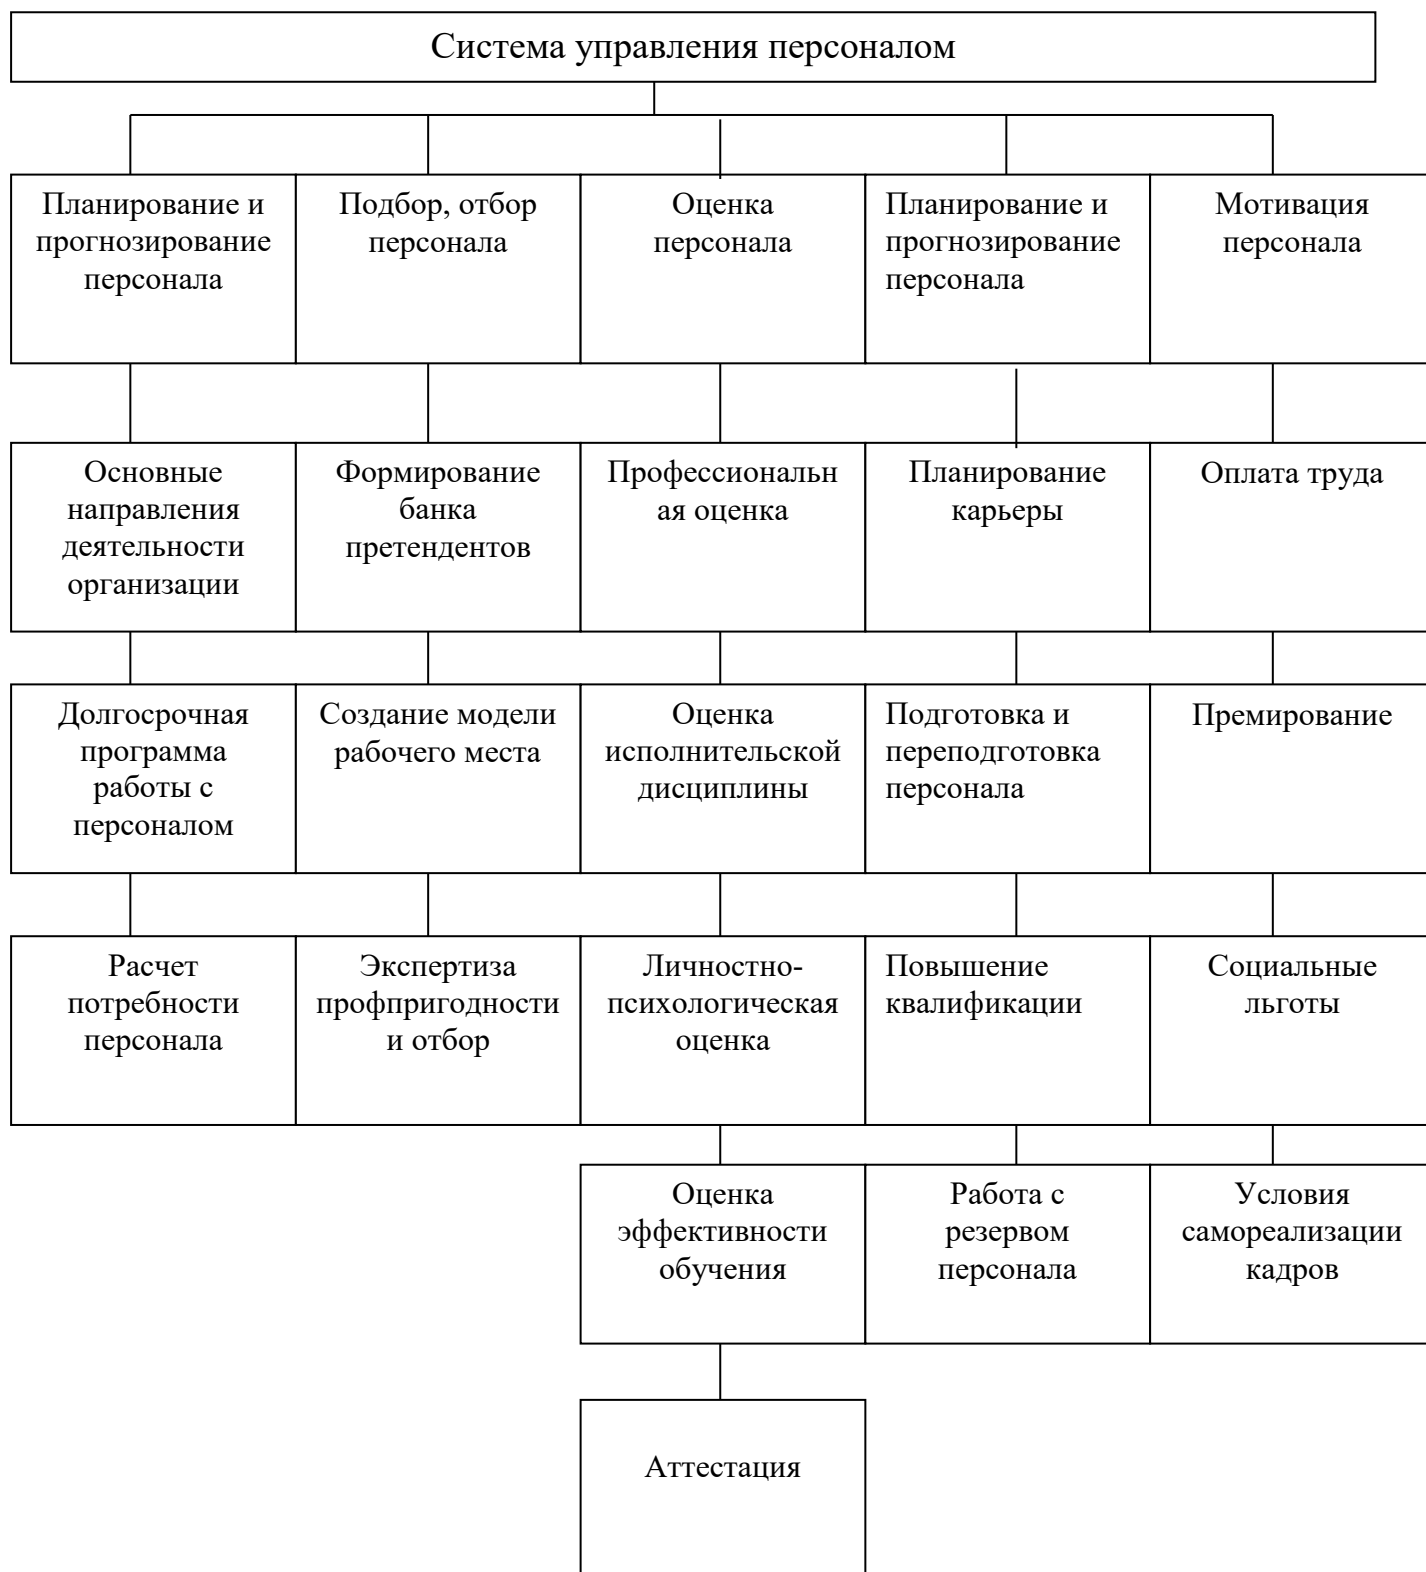 Система управления персоналом
Планирование и
прогнозирование
персонала
Подбор, отбор
персонала
Оценка
персонала
Планирование и
прогнозирование
персонала
Мотивация
персонала
Основные
направления
деятельности
организации
Формирование
банка
претендентов
Профессиональн
ая оценка
Планирование
карьеры
Оплата труда
Долгосрочная
программа
работы с
персоналом
Создание модели
рабочего места
Оценка
исполнительской
дисциплины
Подготовка и
переподготовка
персонала
Премирование
Расчет
потребности
персонала
Экспертиза
профпригодности
и отбор
Личностно-
психологическая
оценка
Повышение
квалификации
Социальные
льготы
Оценка
эффективности
обучения
Работа с
резервом
персонала
Условия
самореализации
кадров
Аттестация